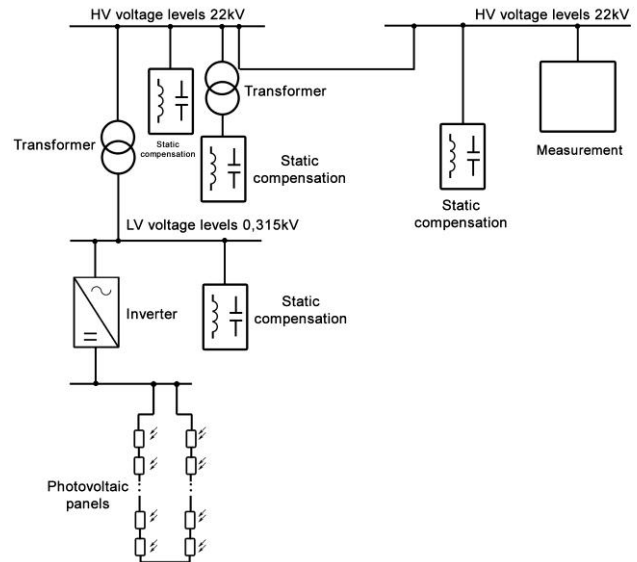 HV voltage levels 22kV
HV voltage levels 22kV
Transformer
Transformer
Static
compensation
Static
compensation
Measurement
Static
compensation
LV voltage levels 0,315kV
Inverter
Static
compensation
Photovoltaic
panels